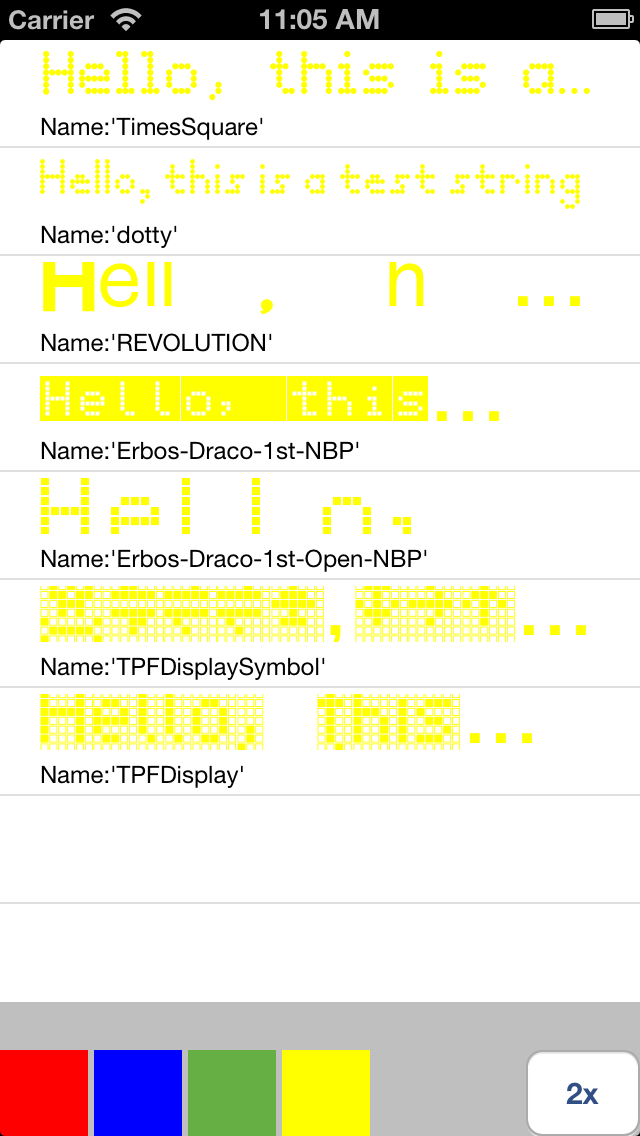 Carrier 11:05 AM
Hello, this is a...
Name:'TimesSquare'
Hello, this is a test string
Name:'dotty'
Hell , n ...
Name:'REVOLUTION'
Hello, this...
Name:'Erbos-Draco-1st-NBP'
Hell n,
Name:'Erbos-Draco-1st-Open-NBP'
Name:'TPFDisplaySymbol'
Hello, this...
Name:'TPFDisplay'
2x